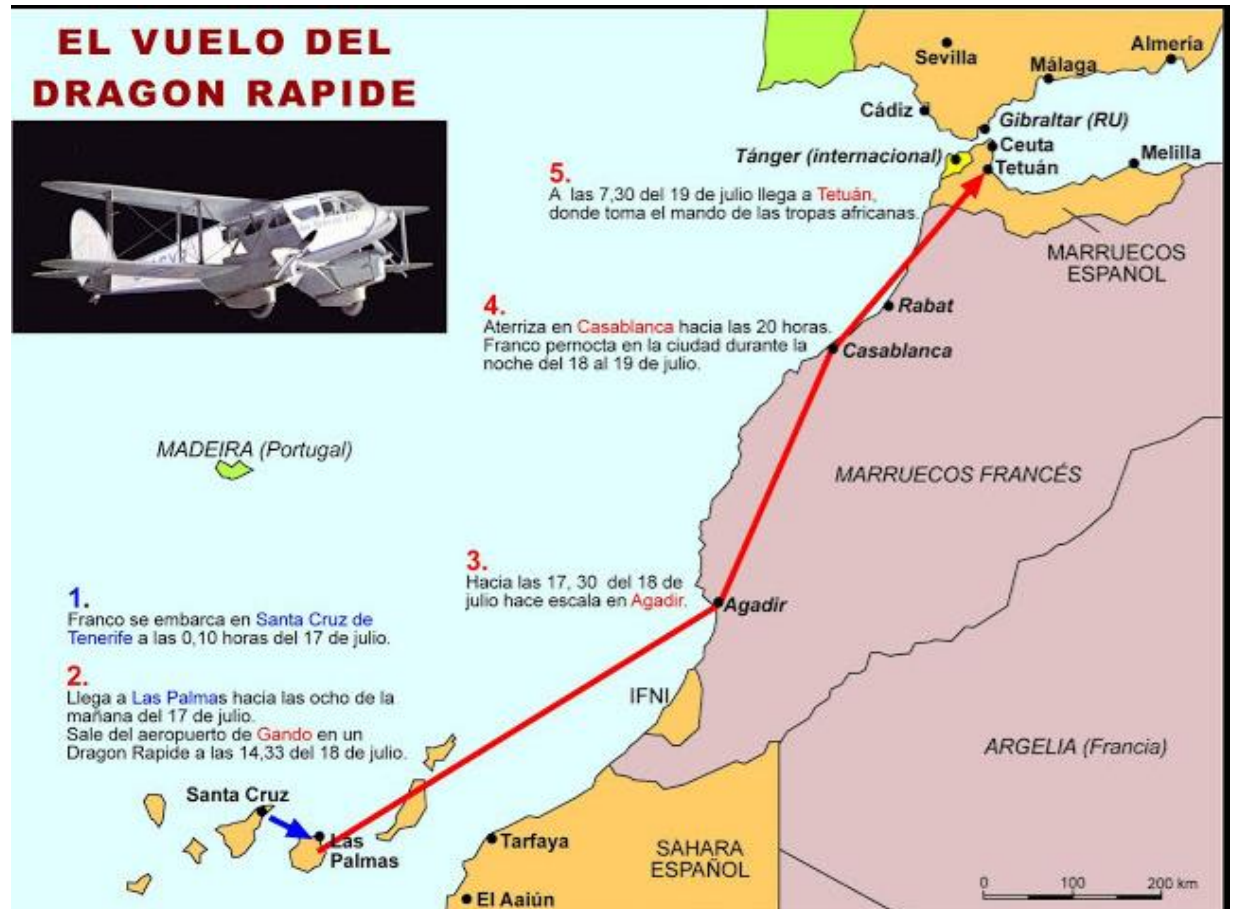 EL VUELO DEL
DRAGON RAPIDE
Sevilla
Málaga
Almería
Cádiz
Gibraltar (RU)
Ceuta
Tánger (internacional)
Tetuán
Melilla
5.
A las 7,30 del 19 de julio llega a Tetuán,
donde toma el mando de las tropas africanas.
MARRUECOS
ESPAÑOL
4.
Aterriza en Casablanca hacia las 20 horas.
Franco pernocta en la ciudad durante la
noche del 18 al 19 de julio.
Rabat
Casablanca
MADEIRA (Portugal)
MARRUECOS FRANCÉS
3.
Hacia las 17, 30 del 18 de
julio hace escala en Agadir.
Agadir
1.
Franco se embarca en Santa Cruz de
Tenerife a las 0,10 horas del 17 de julio.
2.
Llega a Las Palmas hacia las ocho de la
mañana del 17 de julio.
Sale del aeropuerto de Gando en un
Dragon Rapide a las 14,33 del 18 de julio.
IFNI
ARGELIA (Francia)
Santa Cruz
Las
Palmas
Tarfaya
SAHARA
ESPAÑOL
El Aaiún
0 100 200 km